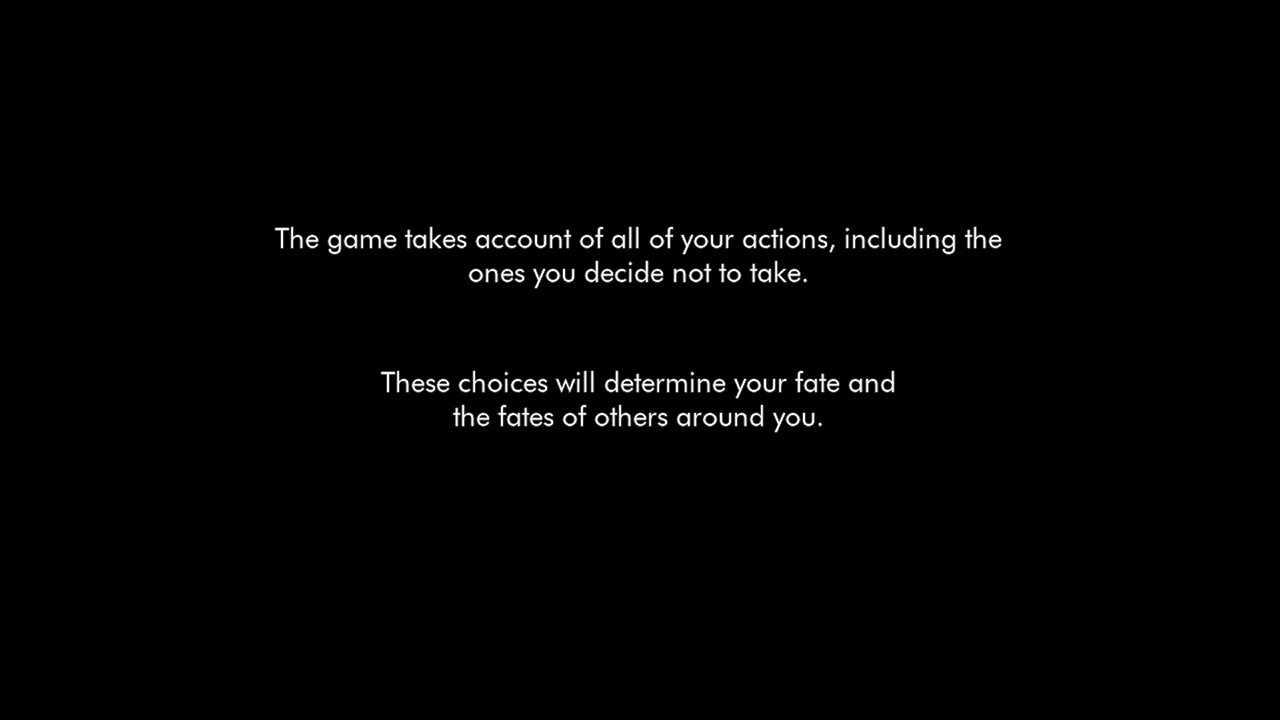 The game takes account of all of your actions, including the
ones you decide not to take.
These choices will determine your fate and
the fates of others around you.